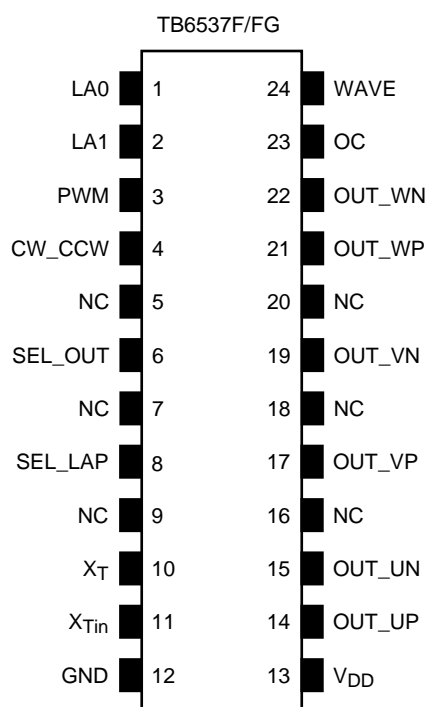 TB6537F/FG
LA0 1 24 WAVE
LA1 2 23 OC
PWM 3 22 OUT_WN
CW_CCW 4 21 OUT_WP
NC 5 20 NC
SEL_OUT 6 19 OUT_VN
NC 7 18 NC
SEL_LAP 8 17 OUT_VP
NC 9 16 NC
XT 10 15 OUT_UN
XTin 11 14 OUT_UP
GND 12 13 VDD